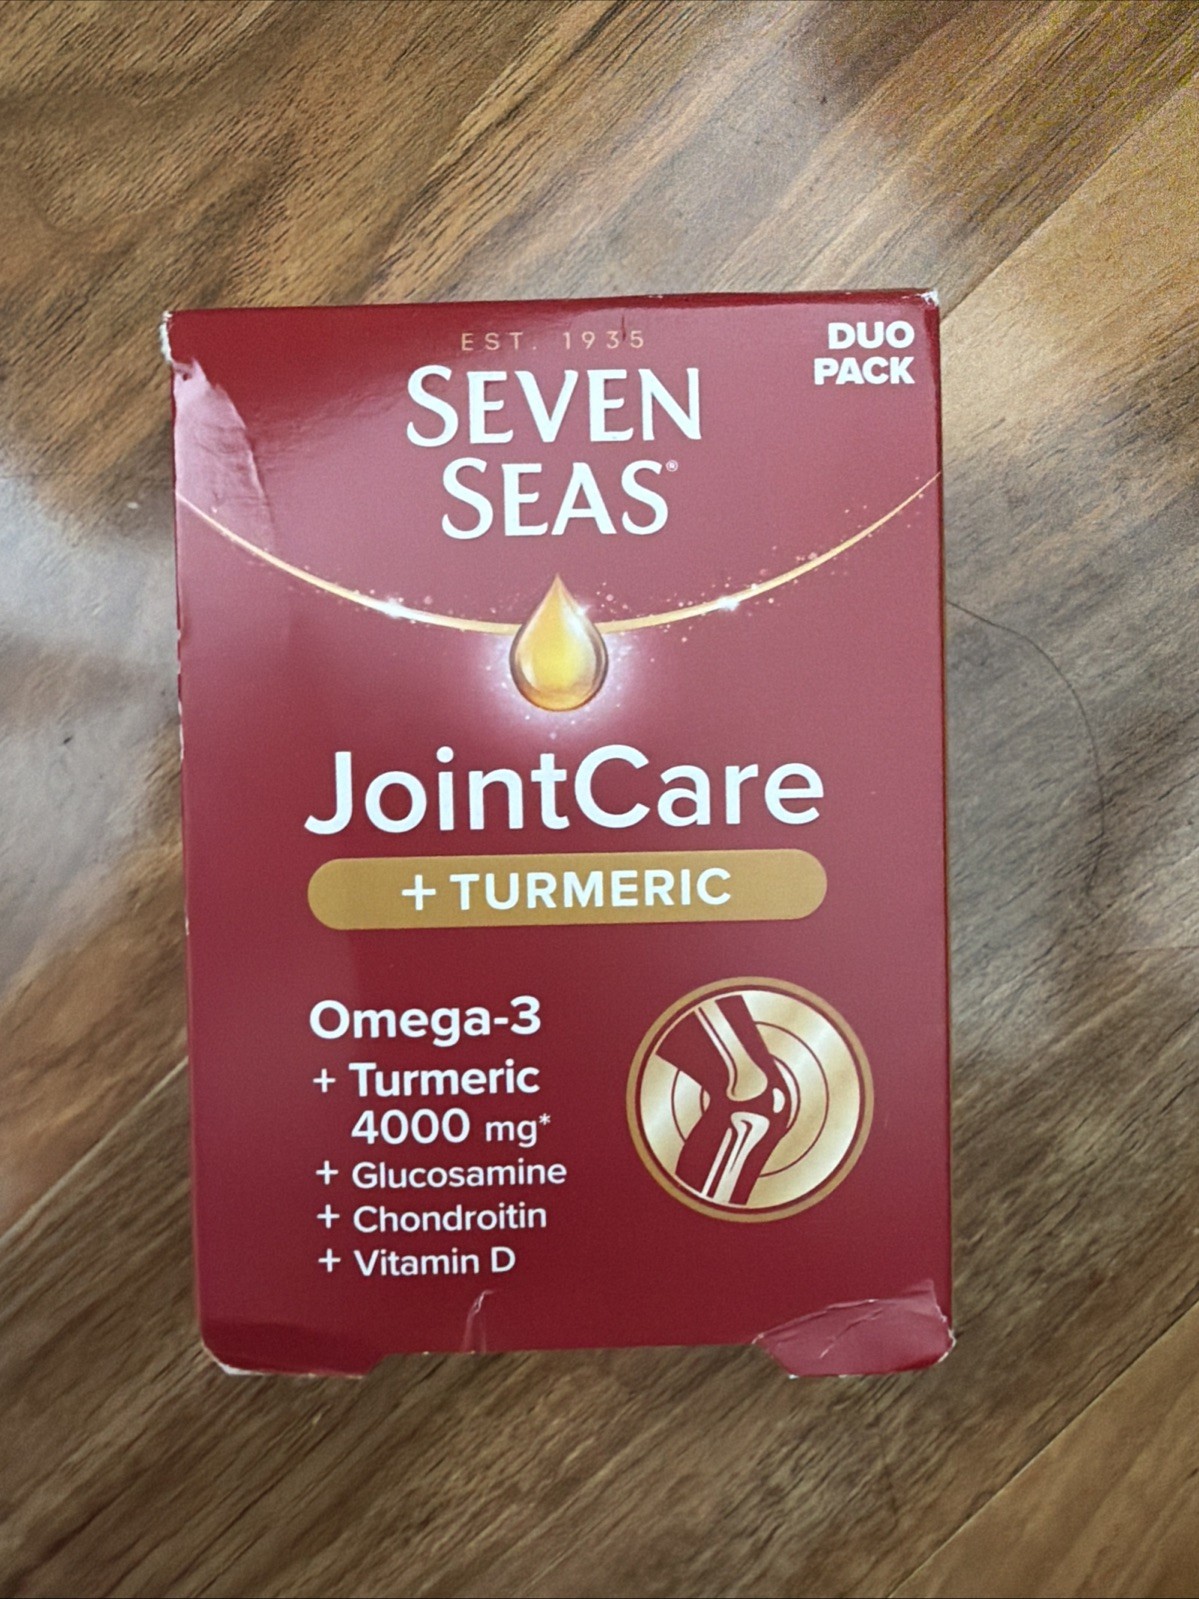 EST. 1935
SEVEN
SEAS®
DUO
PACK
JointCare
+ TURMERIC
Omega-3
+ Turmeric
4000 mg*
+ Glucosamine
+ Chondroitin
+ Vitamin D